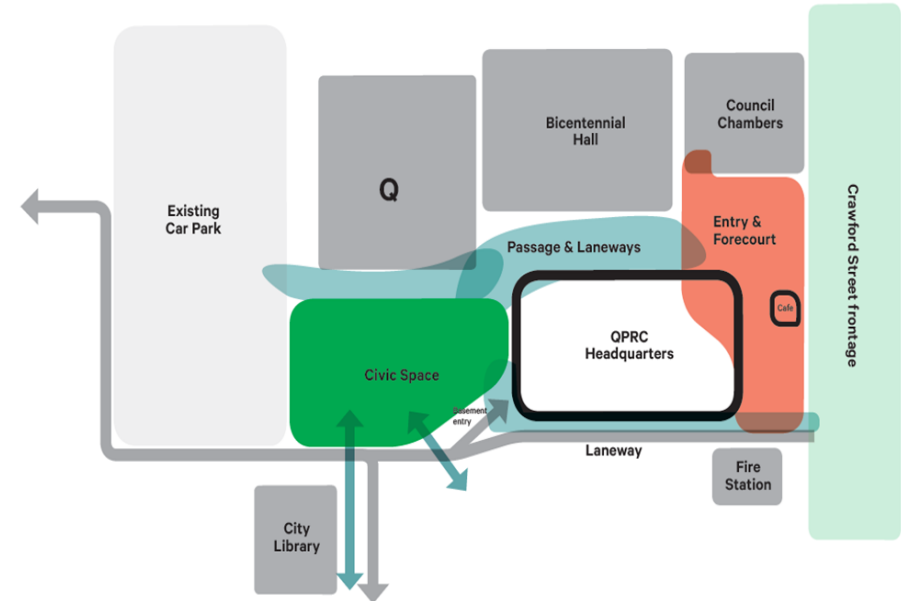 Council
Chambers
Bicentennial
Hall
Q
Existing
Car Park
Entry &
Forecourt
Passage & Laneways
Crawford Street frontage
Cafe
QPRC
Headquarters
Civic Space
Basement
entry
Laneway
Fire
Station
City
Library